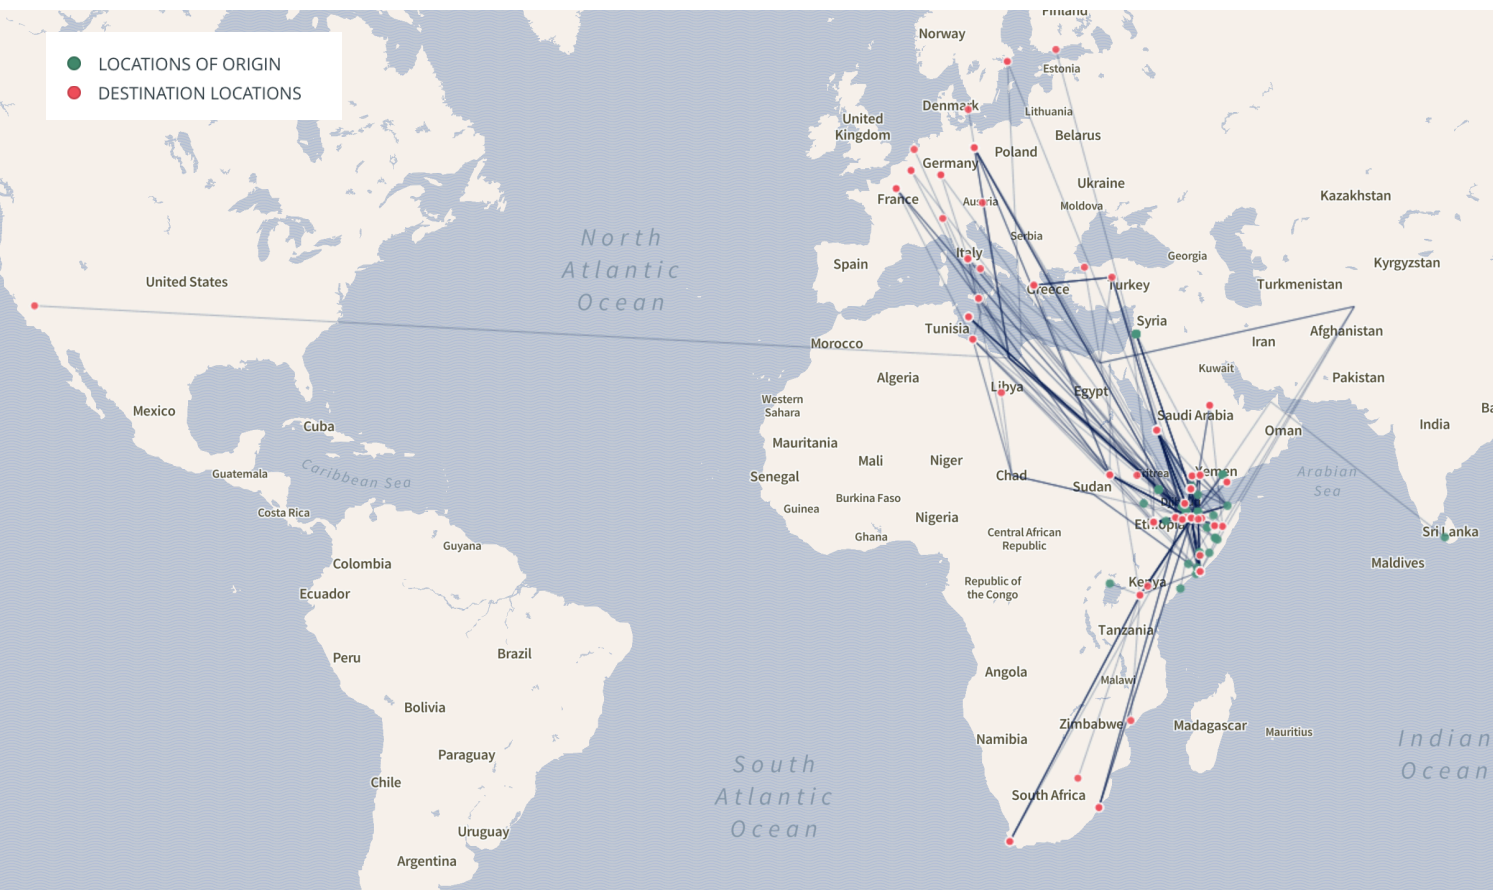 Finland
Norway
LOCATIONS OF ORIGIN
Estonia
DESTINATION LOCATIONS
Denmark
Lithuania
United
Kingdom
Belarus
Poland
Germany
Ukraine
Kazakhstan
France
Austria
Moldova
North
Atlantic
Ocean
Serbia
Italy
Georgia
Spain
Kyrgyzstan
United States
Greece
Turkey
Turkmenistan
Syria
Tunisia
Afghanistan
Morocco
Iran
Kuwait
Algeria
Libya
Egypt
Pakistan
Western
Sahara
Mexico
Saudi Arabia
Cuba
India
Oman
Mauritania
Caribbean Sea
Guatemala
Mali
Niger
Yemen
Arabian
Sea
Senegal
Chad
Eritrea
Sudan
Burkina Faso
Costa Rica
Guinea
Nigeria
Ethiopia
Ghana
Central African
Republic
Sri Lanka
Guyana
Colombia
Maldives
Republic of
the Congo
Kenya
Ecuador
Tanzania
Peru
Brazil
Angola
Malawi
Bolivia
Zimbabwe
Madagascar
Mauritius
Namibia
Indian
Ocean
Paraguay
South
Atlantic
Ocean
Chile
South Africa
Uruguay
Argentina